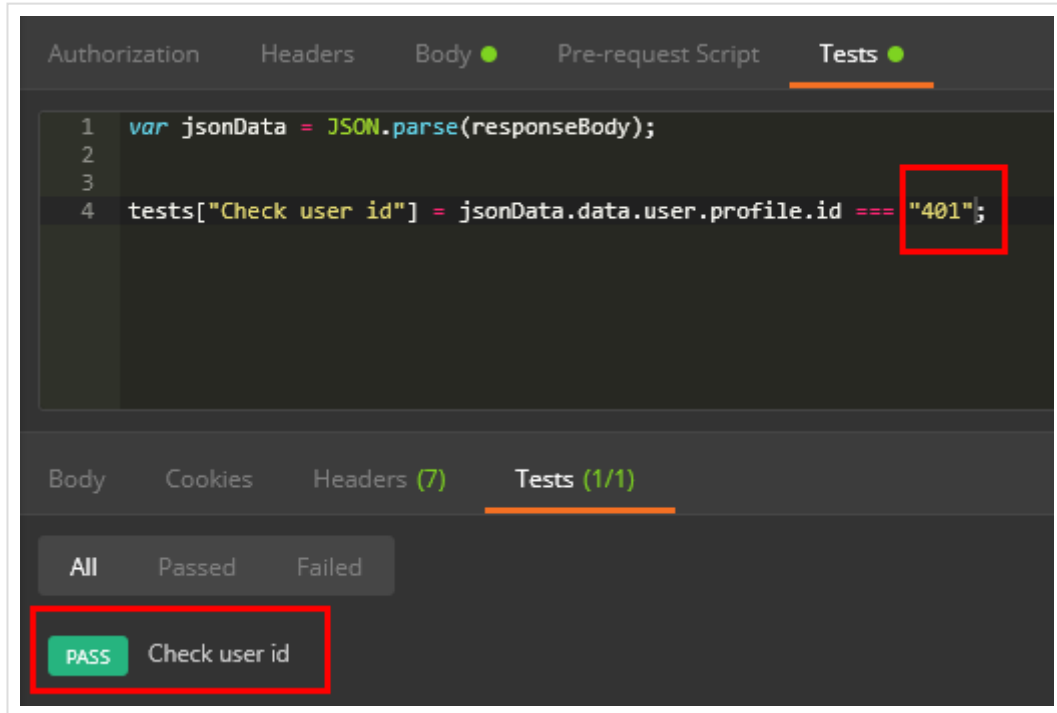 Authorization Headers Body Pre-request Script Tests
1 var jsonData = JSON.parse(responseBody);
2
3
4 tests["Check user id"] = jsonData.data.user.profile.id === "401";
Body Cookies Headers (7) Tests (1/1)
All Passed Failed
PASS Check user id